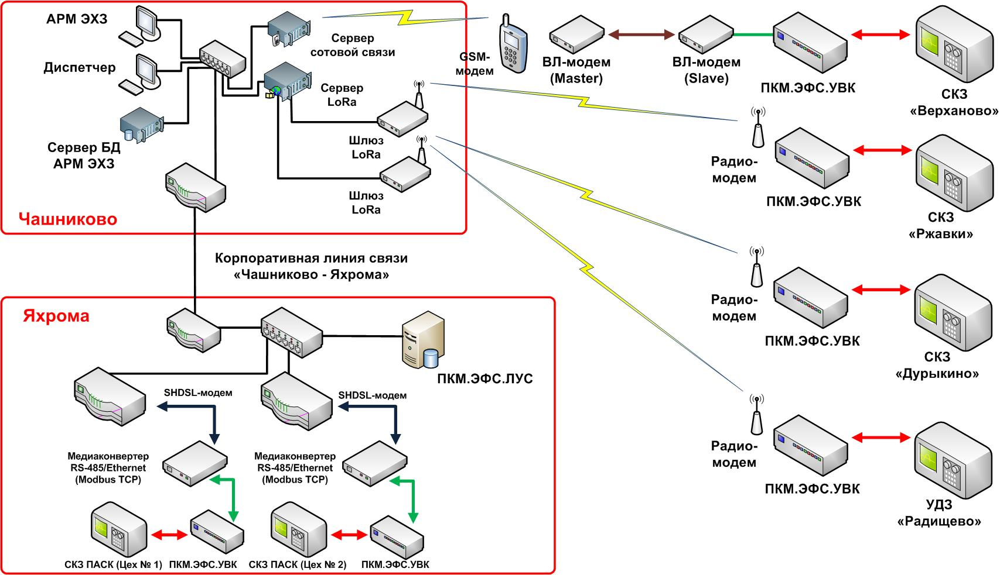 АРМ ЭХЗ
Диспетчер
Сервер БД
АРМ ЭХЗ
Сервер
сотовой связи
Сервер
LoRa
Шлюз
LoRa
Шлюз
LoRa
Чашниково
GSM-
модем
ВЛ-модем
(Master)
ВЛ-модем
(Slave)
ПКМ.ЭФС.УВК
СКЗ
«Верханово»
Радио-
модем
ПКМ.ЭФС.УВК
СКЗ
«Ржавки»
Радио-
модем
ПКМ.ЭФС.УВК
СКЗ
«Дурыкино»
Радио-
модем
ПКМ.ЭФС.УВК
УДЗ
«Радищево»
Корпоративная линия связи
«Чашниково - Яхрома»
Яхрома
ПКМ.ЭФС.ЛУС
SHDSL-модем
SHDSL-модем
Медиаконвертер
RS-485/Ethernet
(Modbus TCP)
Медиаконвертер
RS-485/Ethernet
(Modbus TCP)
СКЗ ПАСК (Цех № 1)
ПКМ.ЭФС.УВК
СКЗ ПАСК (Цех № 2)
ПКМ.ЭФС.УВК